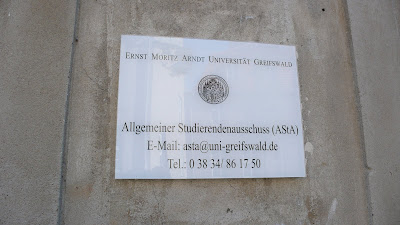 Ernst Moritz Arndt Universität Greifswald
Allgemeiner Studierendenausschuss (AStA)
E-Mail: asta@uni-greifswald.de
Tel.: 0 38 34/ 86 17 50